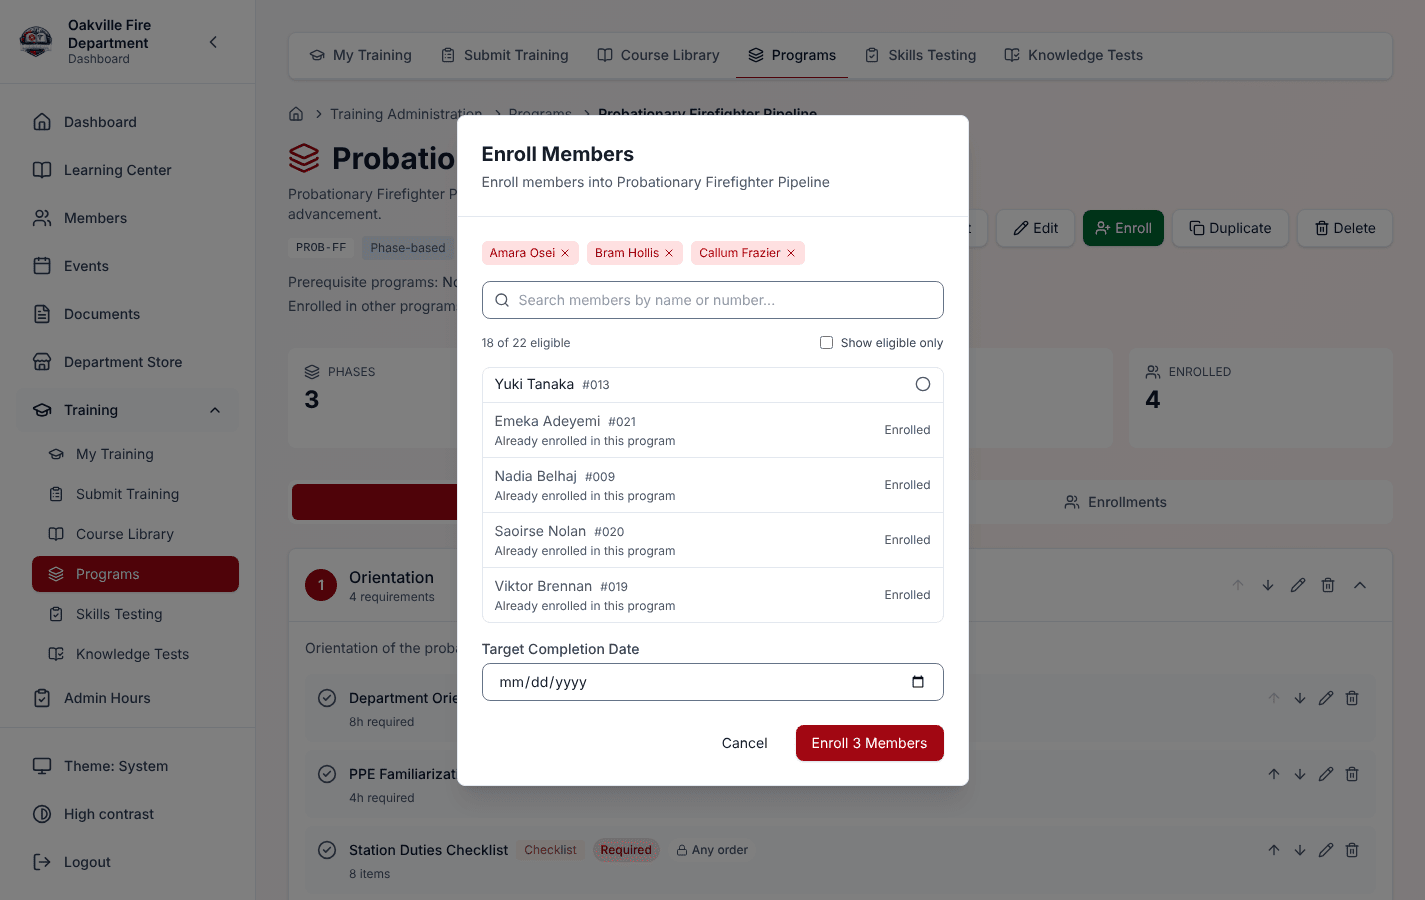 Oakville Fire
Department
Dashboard
Dashboard
Learning Center
Members
Events
Documents
Department Store
Training
My Training
Submit Training
Course Library
Programs
Skills Testing
Knowledge Tests
Admin Hours
Theme: System
High contrast
Logout
My Training Submit Training Course Library Programs Skills Testing Knowledge Tests
Training Administration Programs Probationary Firefighter Pipeline
Probatio
Probationary Firefighter P
advancement.
PROB-FF Phase-based
Prerequisite programs: No
Enrolled in other program
t Edit Enroll Duplicate Delete
PHASES
3
ENROLLED
4
Enrollments
1 Orientation
4 requirements
Orientation of the proba
Department Orie
8h required
PPE Familiarizat
4h required
Station Duties Checklist Checklist Required Any order
8 items
Enroll Members
Enroll members into Probationary Firefighter Pipeline
Amara Osei Bram Hollis Callum Frazier
Search members by name or number...
18 of 22 eligible Show eligible only
Yuki Tanaka #013
Emeka Adeyemi #021
Already enrolled in this program
Enrolled
Nadia Belhaj #009
Already enrolled in this program
Enrolled
Saoirse Nolan #020
Already enrolled in this program
Enrolled
Viktor Brennan #019
Already enrolled in this program
Enrolled
Target Completion Date
mm/dd/yyyy
Cancel Enroll 3 Members